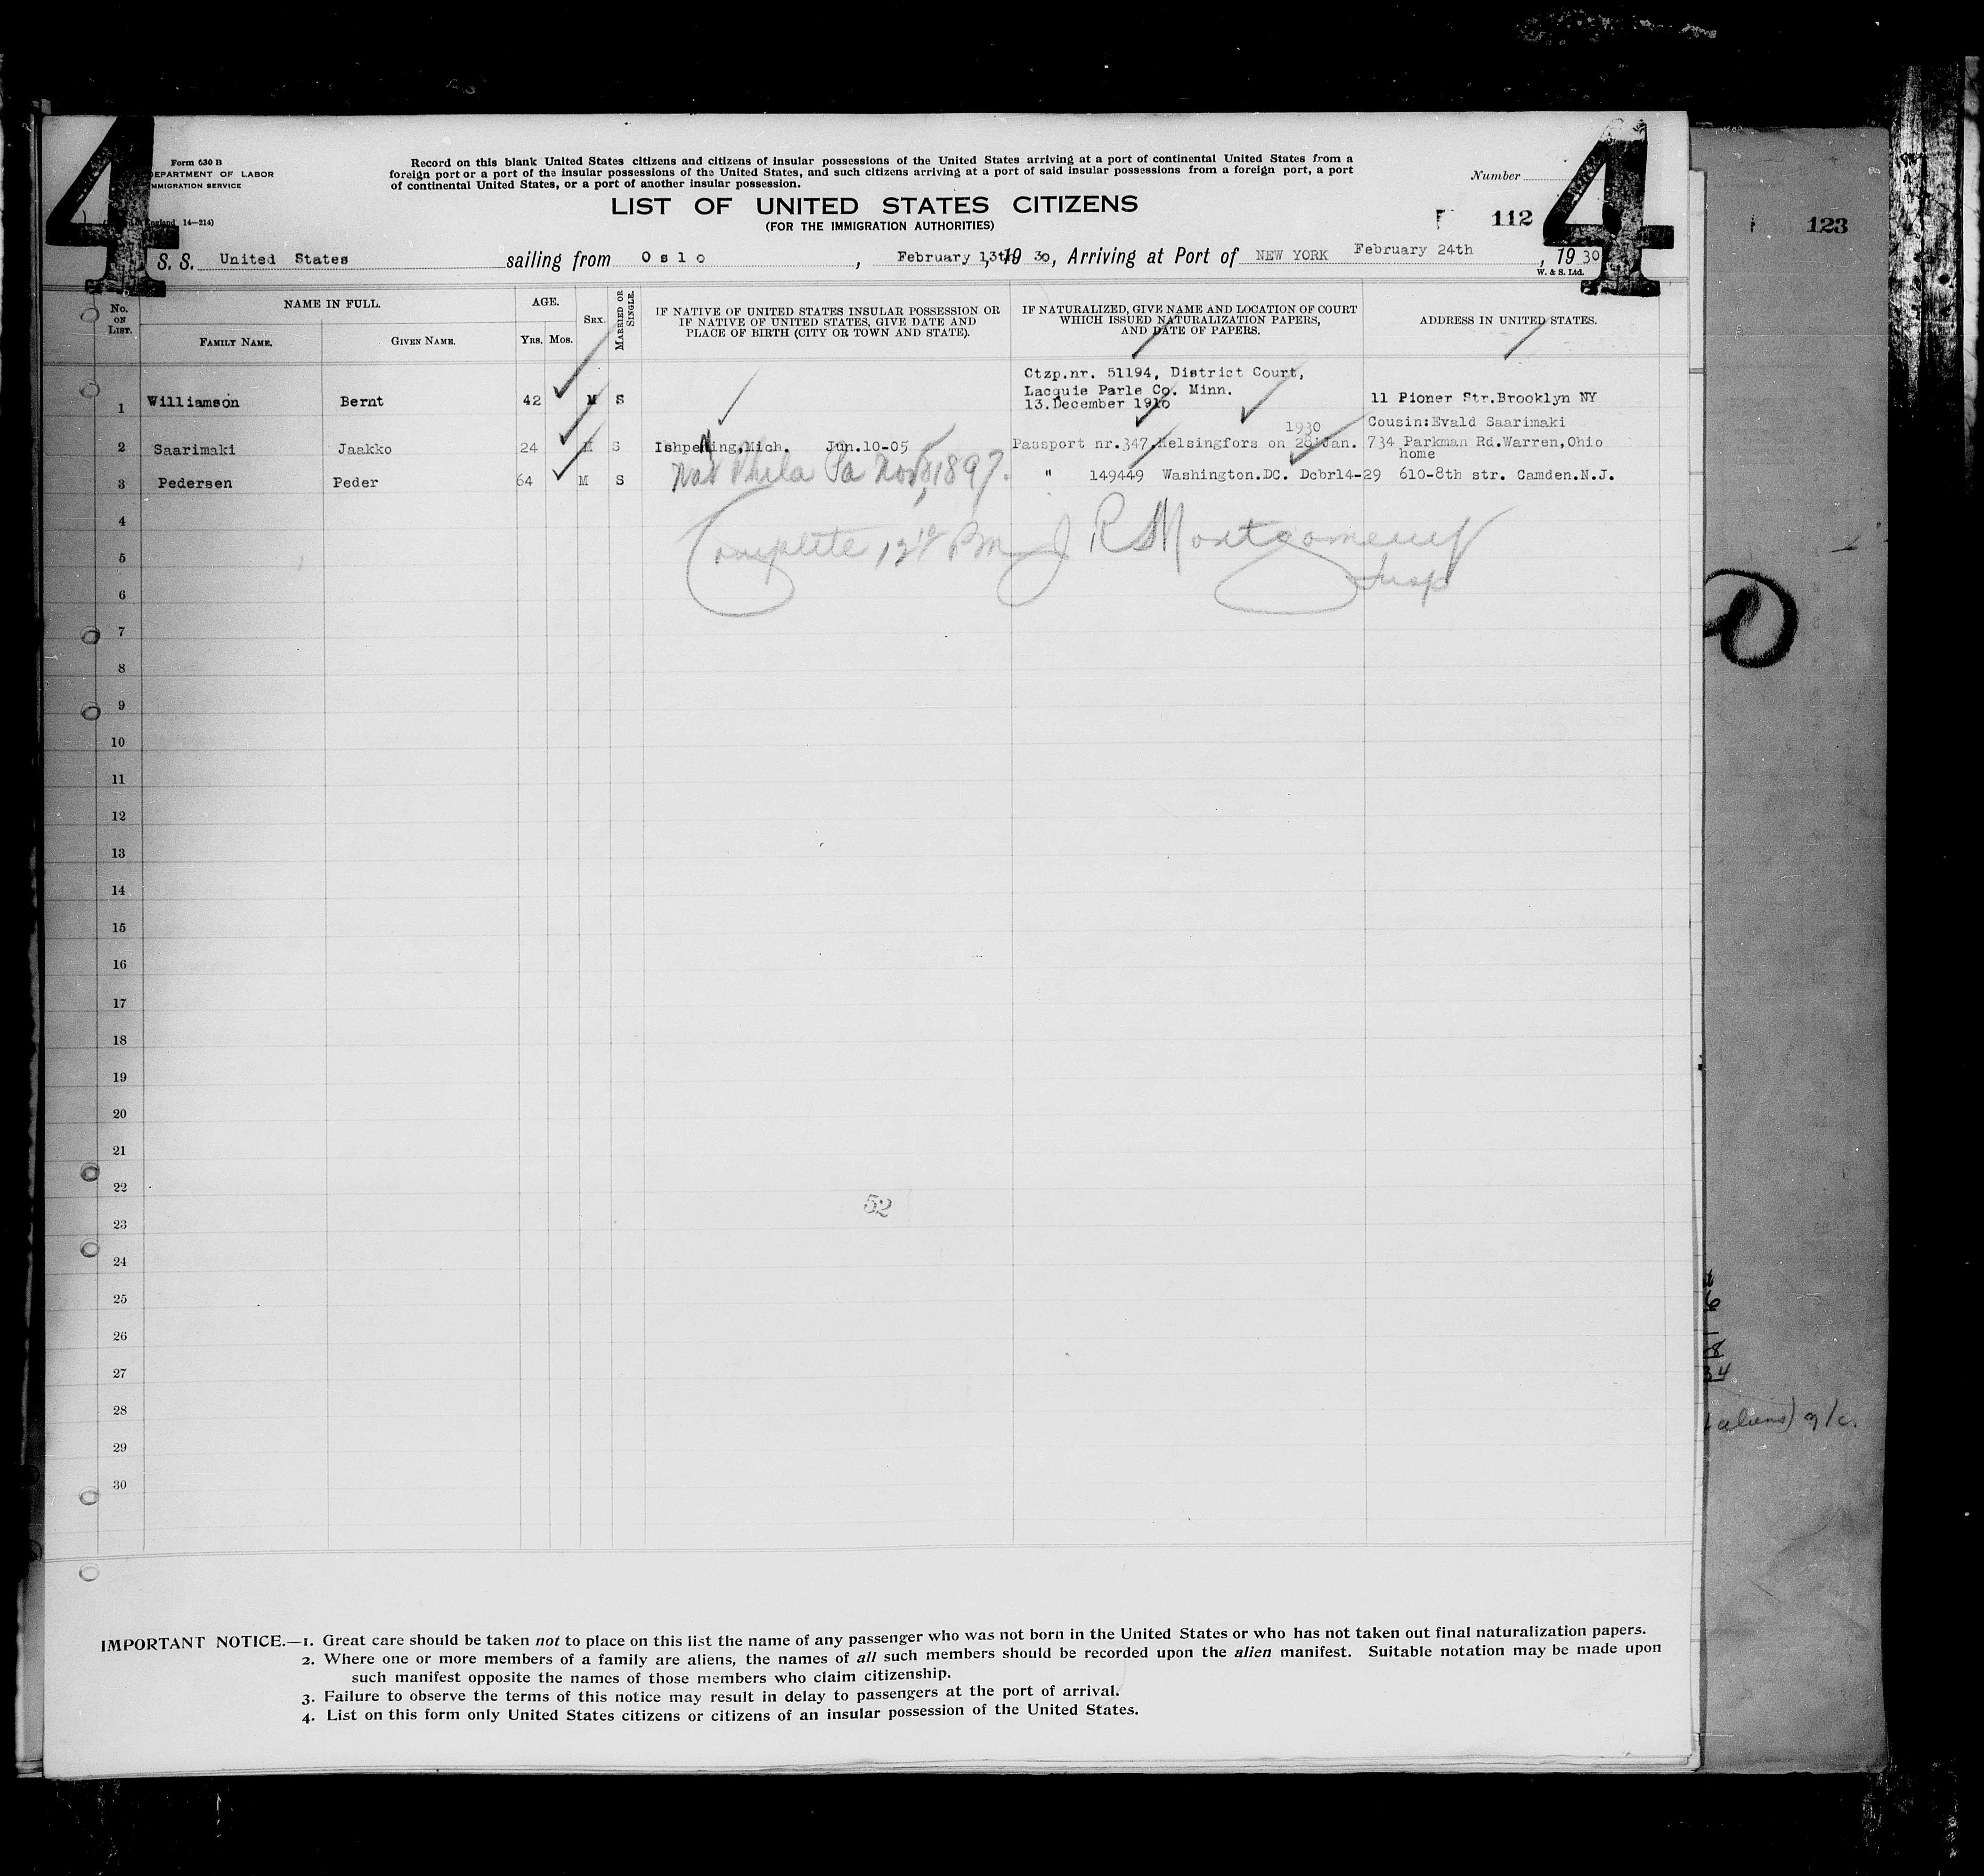 4
4
Form 630 B
DEPARTMENT OF LABOR
IMMIGRATION SERVICE
England 14—214)
Record on this blank United States citizens and citizens of insular possessions of the United States arriving at a port of continental United States from a
foreign port or a port of the insular possessions of the United States, and such citizens arriving at a port of said insular possessions from a foreign port, a port
of continental United States, or a port of another insular possession.
Number
LIST OF UNITED STATES CITIZENS
(FOR THE IMMIGRATION AUTHORITIES)
112
123
S. S. United States sailing from Oslo, February 13th, 1930, Arriving at Port of NEW YORK February 24th, 1930
W. & S. Ltd.
No. ON LIST. NAME IN FULL. AGE. SEX. MARRIED OR SINGLE. IF NATIVE OF UNITED STATES INSULAR POSSESSION OR IF NATIVE OF UNITED STATES, GIVE DATE AND PLACE OF BIRTH (CITY OR TOWN AND STATE). IF NATURALIZED, GIVE NAME AND LOCATION OF COURT WHICH ISSUED NATURALIZATION PAPERS, AND DATE OF PAPERS. ADDRESS IN UNITED STATES.
FAMILY NAME. GIVEN NAME. YRS. MOS.
Ctzp.nr. 51194, District Court,
Lacquie Parle Co. Minn.
1 Williamson Bernt 42 M S 13.December 1910 11 Pioner Str.Brooklyn NY
1930 Cousin:Evald Saarimaki
2 Saarimaki Jaakko 24 M S Ishpeming,Mich. Jun.10-05 Passport nr.347,Helsingfors on 28 Jan. 734 Parkman Rd.Warren,Ohio
home
3 Pedersen Peder 64 M S Nat Phila Pa Nov 1897. " 149449 Washington.DC. Dcbr14-29 610-8th str. Camden.N.J.
4
Complete 12 Pm J R Montgomery
5
Insp
6
7
8
9
10
11
12
13
14
15
16
17
18
19
20
21
22
52
23
24
25
26
27
28
aliens)
29
30
IMPORTANT NOTICE.—1. Great care should be taken not to place on this list the name of any passenger who was not born in the United States or who has not taken out final naturalization papers.
2. Where one or more members of a family are aliens, the names of all such members should be recorded upon the alien manifest. Suitable notation may be made upon
such manifest opposite the names of those members who claim citizenship.
3. Failure to observe the terms of this notice may result in delay to passengers at the port of arrival.
4. List on this form only United States citizens or citizens of an insular possession of the United States.